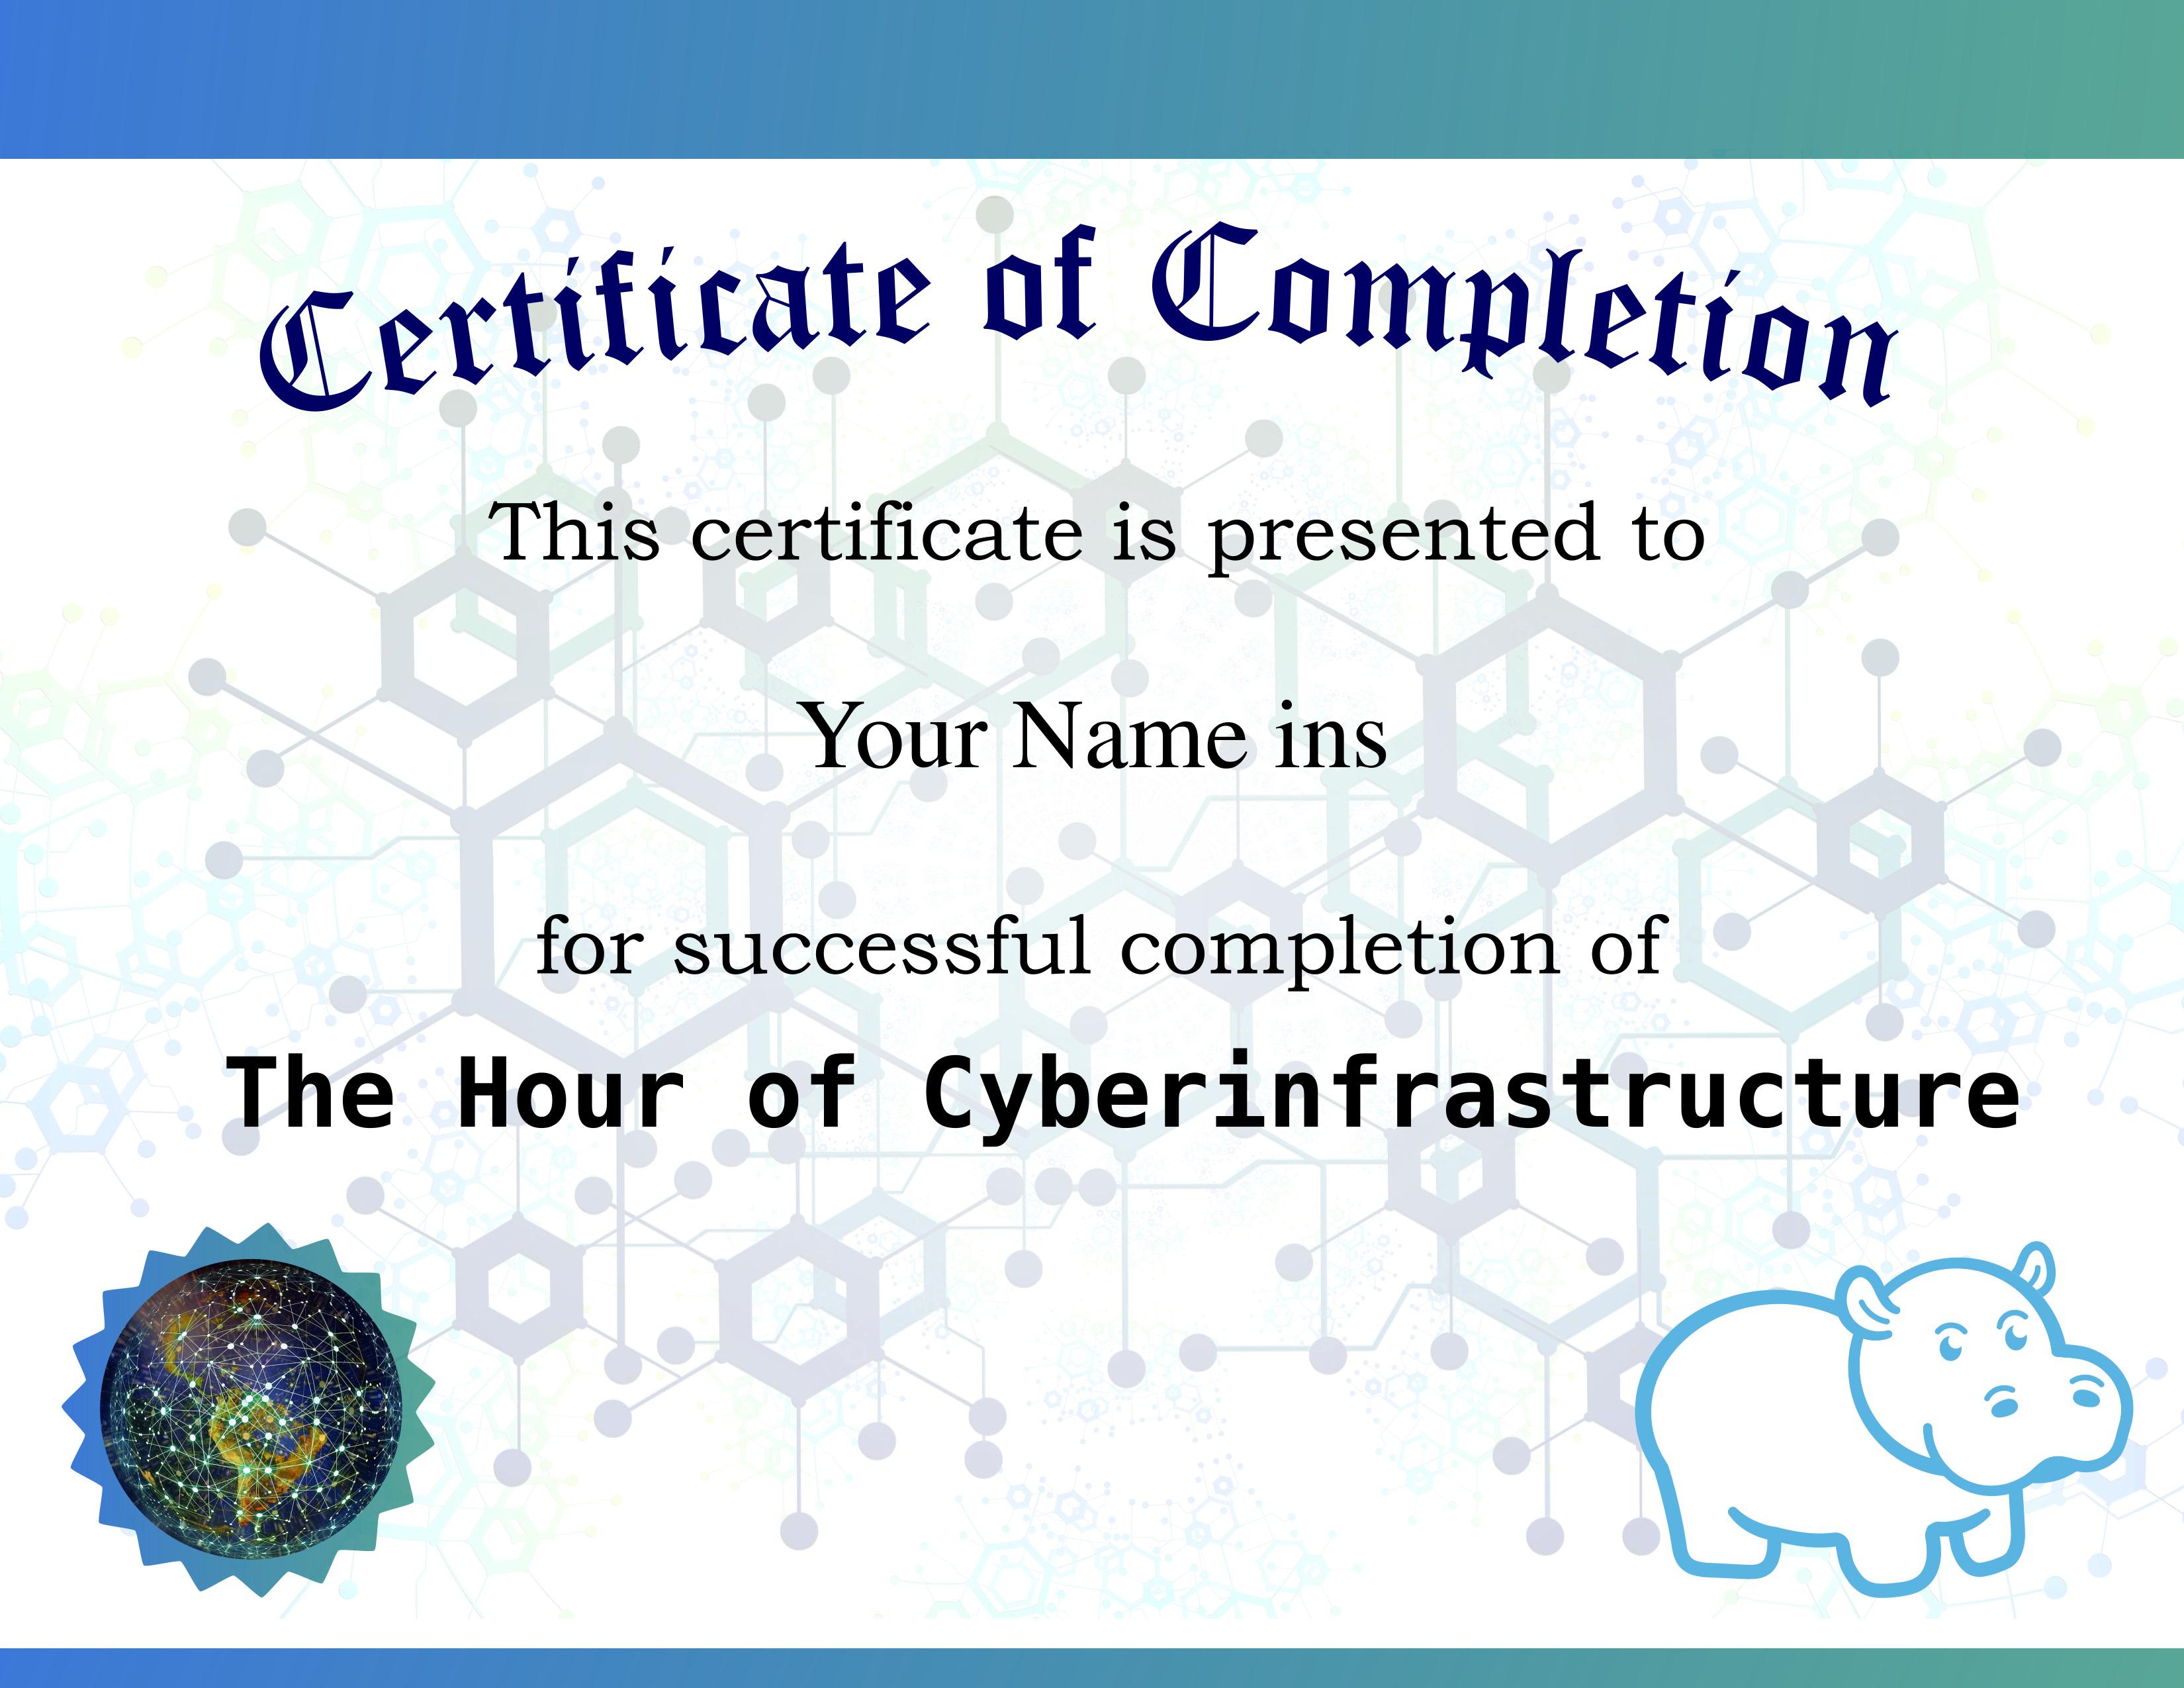 Certificate of Completion
This certificate is presented to
Your Name ins
for successful completion of
The Hour of Cyberinfrastructure